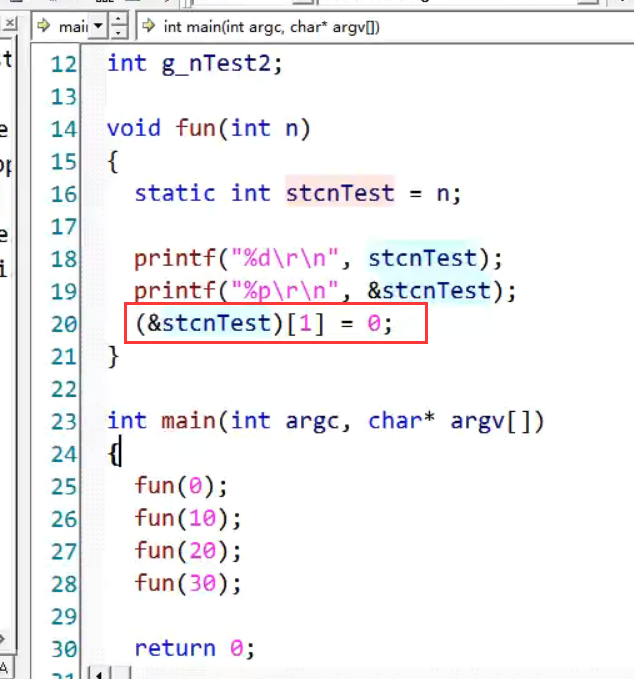 mai int main(int argc, char* argv[])
12 int g_nTest2;
13
14 void fun(int n)
15 {
16 static int stcnTest = n;
17
18 printf("%d\r\n", stcnTest);
19 printf("%p\r\n", &stcnTest);
20 (&stcnTest)[1] = 0;
21 }
22
23 int main(int argc, char* argv[])
24 {
25 fun(0);
26 fun(10);
27 fun(20);
28 fun(30);
29
30 return 0;